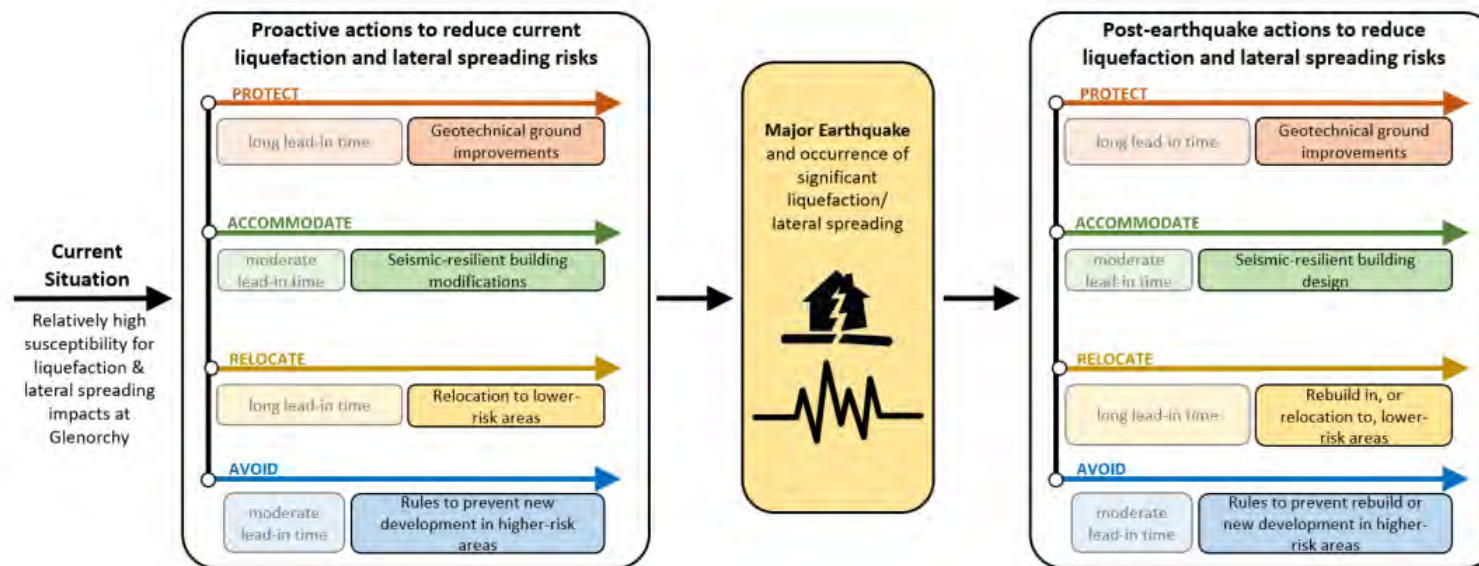 Current
Situation
Relatively high
susceptibility for
liquefaction &
lateral spreading
impacts at
Glenorchy
Proactive actions to reduce current
liquefaction and lateral spreading risks
PROTECT
long lead-in time
Geotechnical ground
improvements
ACCOMMODATE
moderate
lead-in time
Seismic-resilient building
modifications
RELOCATE
long lead-in time
Relocation to lower-
risk areas
AVOID
moderate
lead-in time
Rules to prevent new
development in higher-risk
areas
Major Earthquake
and occurrence of
significant
liquefaction/
lateral spreading
Post-earthquake actions to reduce
liquefaction and lateral spreading risks
PROTECT
long lead-in time
Geotechnical ground
improvements
ACCOMMODATE
moderate
lead-in time
Seismic-resilient building
design
RELOCATE
long lead-in time
Rebuild in, or
relocation to, lower-
risk areas
AVOID
moderate
lead-in time
Rules to prevent rebuild or
new development in higher-
risk areas